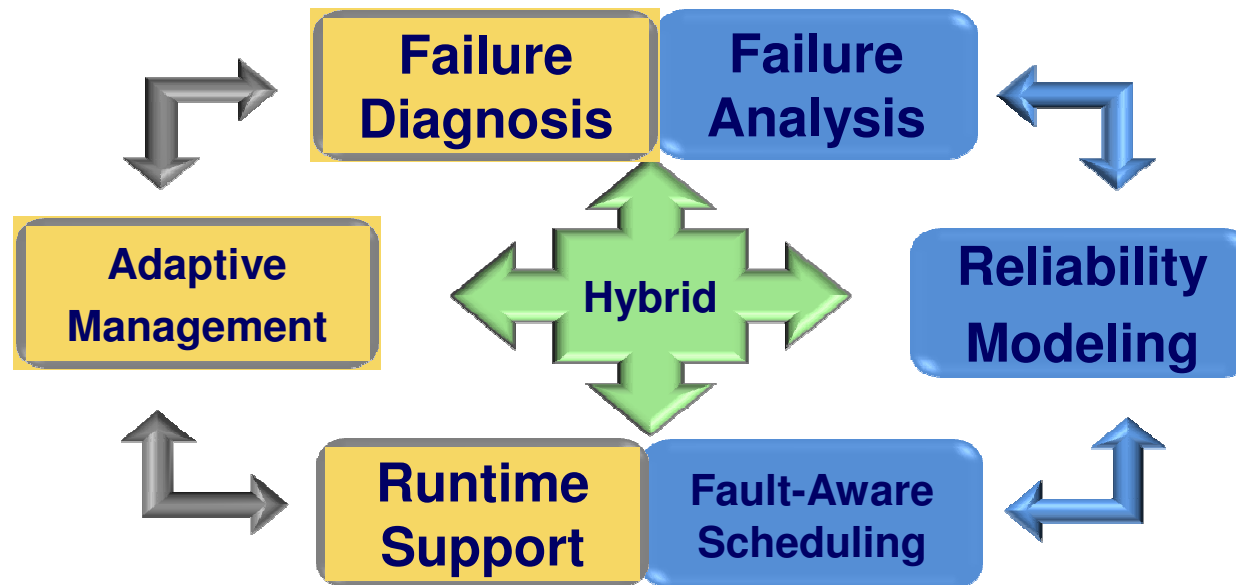 Failure
Diagnosis
Failure
Analysis
Adaptive
Management
Hybrid
Reliability
Modeling
Runtime
Support
Fault-Aware
Scheduling